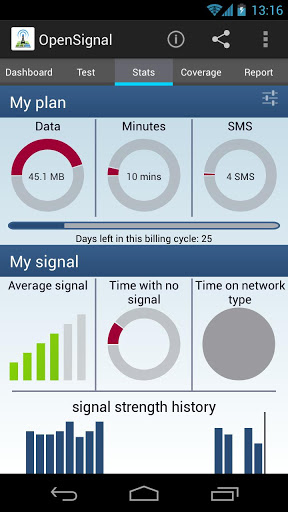 13:16
OpenSignal
Dashboard Test Stats Coverage Report
My plan
Data Minutes SMS
45.1 MB 10 mins 4 SMS
Days left in this billing cycle: 25
My signal
Average signal Time with no signal Time on network type
signal strength history